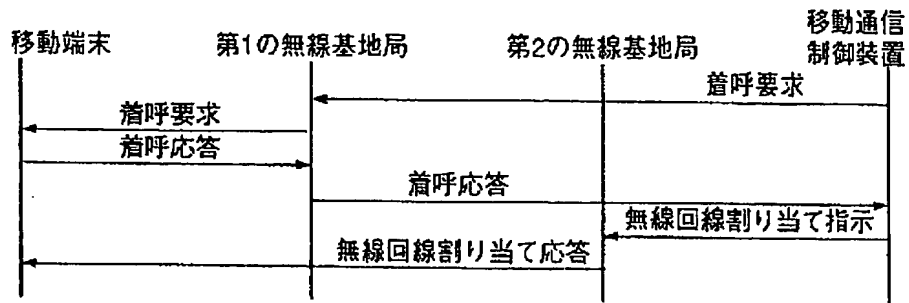 移動端末
第1の無線基地局
第2の無線基地局
移動通信
制御装置
着呼要求
着呼要求
着呼応答
着呼応答
無線回線割り当て指示
無線回線割り当て応答